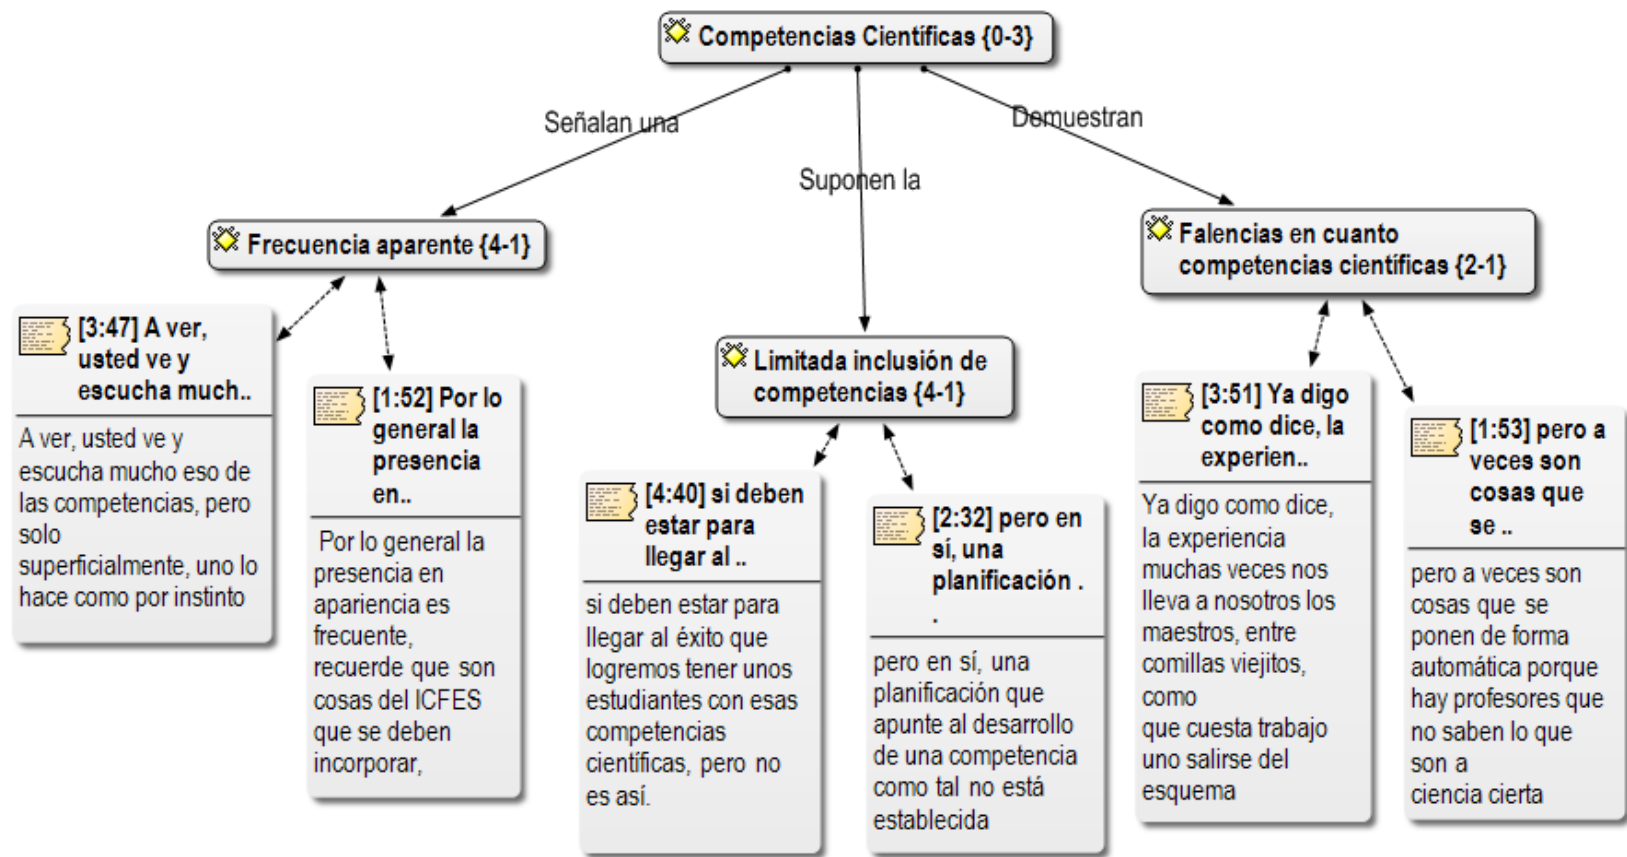 Competencias Científicas {0-3}
Señalan una
Suponen la
Demuestran
Frecuencia aparente {4-1}
[3:47] A ver,
usted ve y
escucha much..
A ver, usted ve y
escucha mucho eso de
las competencias, pero
solo
superficialmente, uno lo
hace como por instinto
[1:52] Por lo
general la
presencia
en..
Por lo general la
presencia en
apariencia es
frecuente,
recuerde que son
cosas del ICFES
que se deben
incorporar,
Limitada inclusión de
competencias {4-1}
[4:40] si deben
estar para
llegar al ..
si deben estar para
llegar al éxito que
logremos tener unos
estudiantes con esas
competencias
científicas, pero no
es así.
[2:32] pero en
sí, una
planificación .
.
pero en sí, una
planificación que
apunte al desarrollo
de una competencia
como tal no está
establecida
Falencias en cuanto
competencias científicas {2-1}
[3:51] Ya digo
como dice, la
experien..
Ya digo como dice,
la experiencia
muchas veces nos
lleva a nosotros los
maestros, entre
comillas viejitos,
como
que cuesta trabajo
uno salirse del
esquema
[1:53] pero a
veces son
cosas que
se ..
pero a veces son
cosas que se
ponen de forma
automática porque
hay profesores que
no saben lo que
son a
ciencia cierta